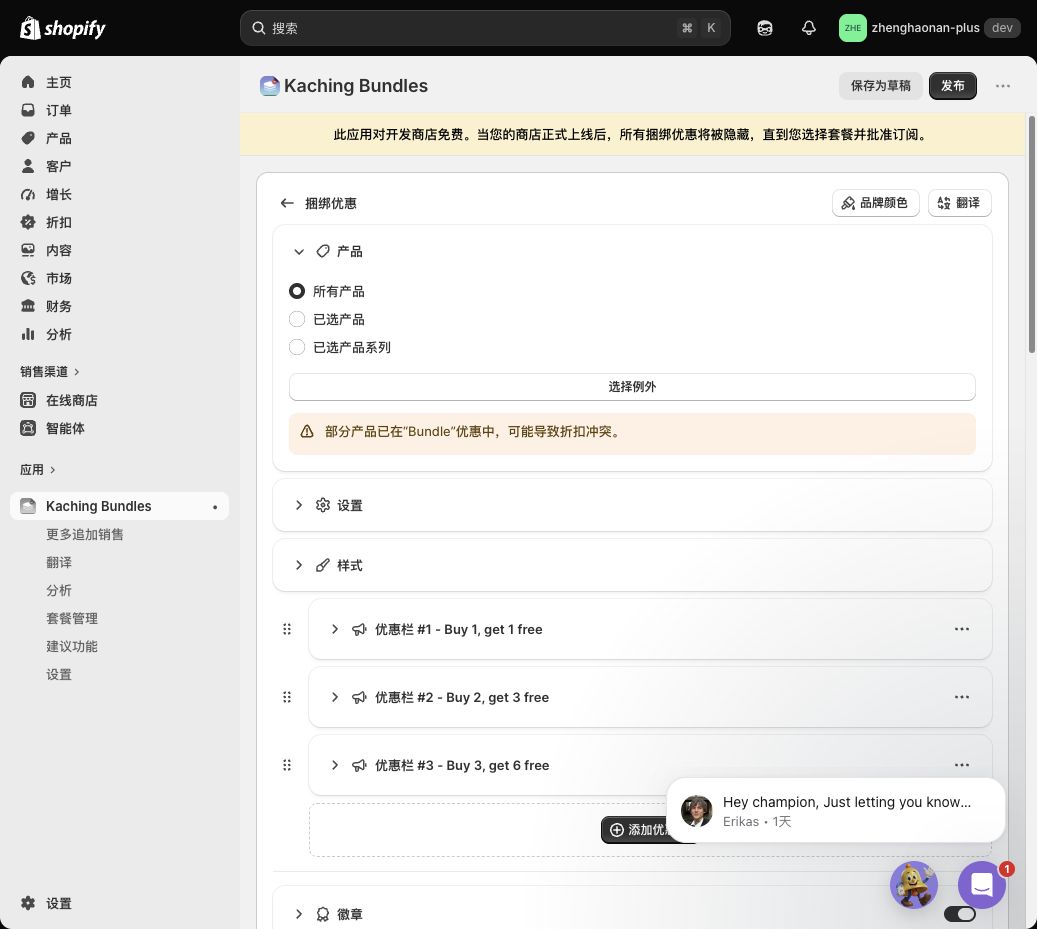 shopify
搜索
⌘ K
ZHE
zhenghaonan-plus dev
主页
订单
产品
客户
增长
折扣
内容
市场
财务
分析
销售渠道
在线商店
智能体
应用
Kaching Bundles
更多追加销售
翻译
分析
套餐管理
建议功能
设置
设置
Kaching Bundles
保存为草稿
发布
此应用对开发商店免费。当您的商店正式上线后，所有捆绑优惠将被隐藏，直到您选择套餐并批准订阅。
捆绑优惠
品牌颜色
翻译
产品
所有产品
已选产品
已选产品系列
选择例外
部分产品已在“Bundle”优惠中，可能导致折扣冲突。
设置
样式
优惠栏 #1 - Buy 1, get 1 free
优惠栏 #2 - Buy 2, get 3 free
优惠栏 #3 - Buy 3, get 6 free
添加优
Hey champion, Just letting you know...
Erikas • 1天
1
徽章